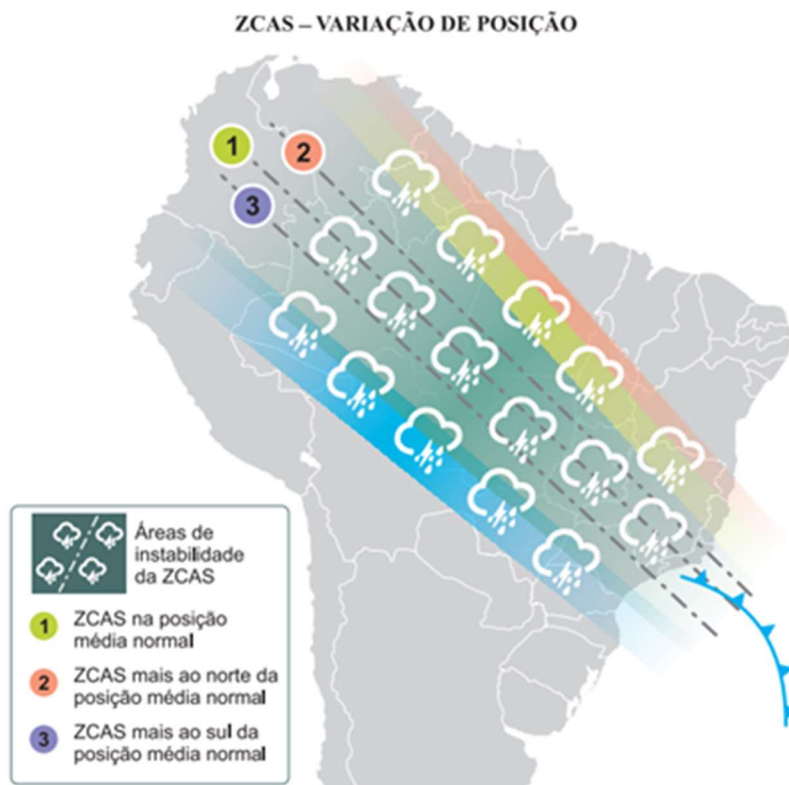 ZCAS – VARIAÇÃO DE POSIÇÃO
1
2
3
Áreas de
instabilidade
da ZCAS
1 ZCAS na posição
média normal
2 ZCAS mais ao norte da
posição média normal
3 ZCAS mais ao sul da
posição média normal